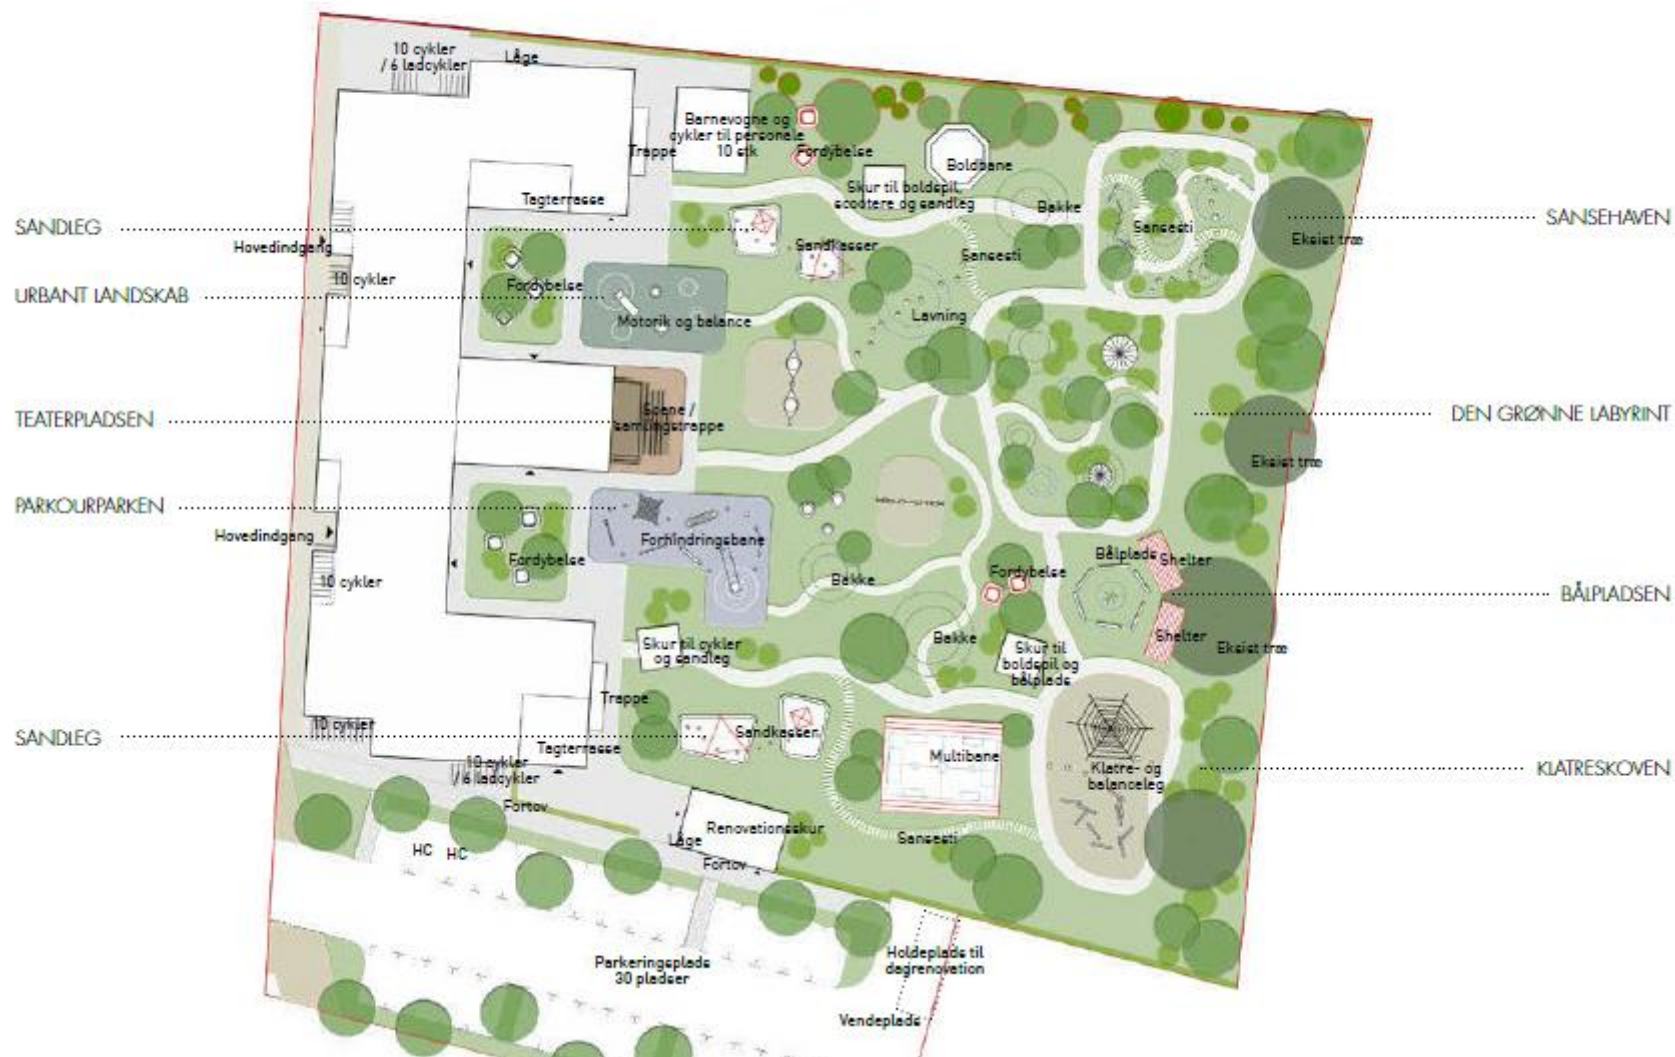 10 cykler
/ 6 ladcykler
Låge
Barnevogne og
cykler til personale
10 stk
Trappe
Fordybelse
Boldbane
Skur til boldspil,
scootere og sandleg
Bakke
Tagterrasse
SANDLEG
SANSEHAVEN
Sansesti
Eksist træ
Hovedindgang
Sandkasser
Sansesti
10 cykler
Fordybelse
URBANT LANDSKAB
Motorik og balance
Lavning
TEATERPLADSEN
Scene /
samlingstrappe
DEN GRØNNE LABYRINT
Eksist træ
PARKOURPARKEN
Hovedindgang
Forhindringsbane
Fordybelse
10 cykler
Bakke
Fordybelse
Bålplads
Shelter
BÅLPLADSEN
Shelter
Eksist træ
Skur til cykler
og sandleg
Bakke
Skur til
boldspil og
bålplads
Trappe
10 cykler
SANDLEG
Tagterrasse
Sandkassen
Multibane
Klatre- og
balanceleg
KLATRESKOVEN
10 cykler
/ 6 ladcykler
Fortov
Renovationsskur
Låge
Fortov
Sansesti
HC HC
Parkeringsplads
30 pladser
Holdeplads til
dagrenovation
Vendeplads